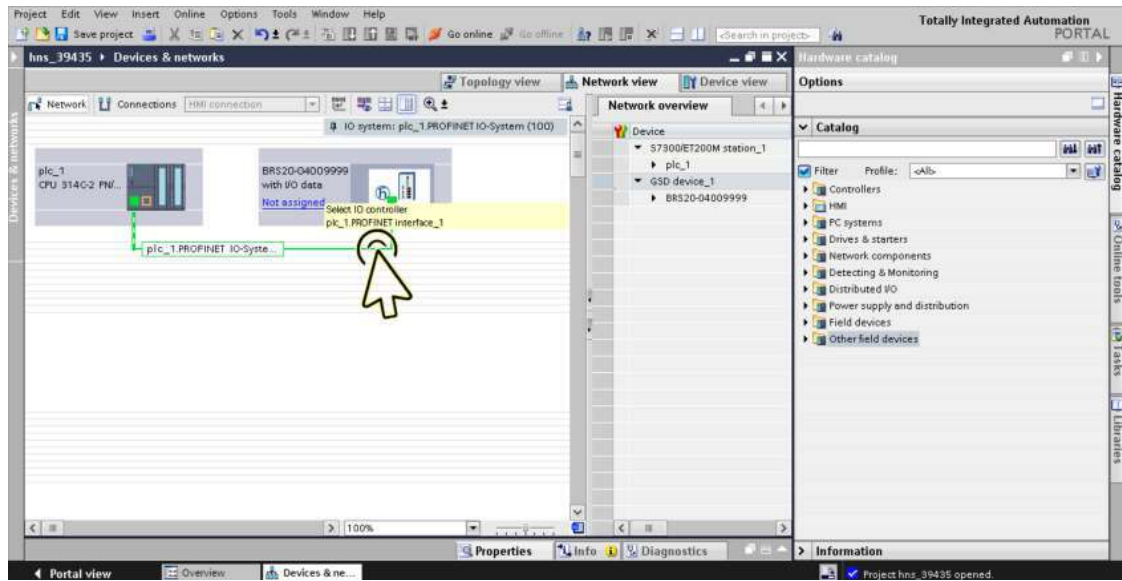 Project Edit View Insert Online Options Tools Window Help
Totally Integrated Automation
PORTAL
Save project
Go online
Go offline
<Search in project>
hns_39435 ▸ Devices & networks
Hardware catalog
Topology view
Network view
Device view
Options
Network
Connections
HMI connection
Network overview
IO system: plc_1.PROFINET IO-System (100)
Catalog
Device
S7300/ET200M station_1
plc_1
GSD device_1
BRS20-04009999
plc_1
CPU 314C-2 PN/...
BRS20-04009999
with I/O data
Not assigned
Select IO controller
plc_1.PROFINET interface_1
plc_1.PROFINET IO-Syste...
Filter
Profile:
<All>
Controllers
HMI
PC systems
Drives & starters
Network components
Detecting & Monitoring
Distributed I/O
Power supply and distribution
Field devices
Other field devices
Devices & networks
Hardware catalog
Online tools
Tasks
Libraries
100%
Properties
Info
Diagnostics
Information
Portal view
Overview
Devices & ne...
Project hns_39435 opened.